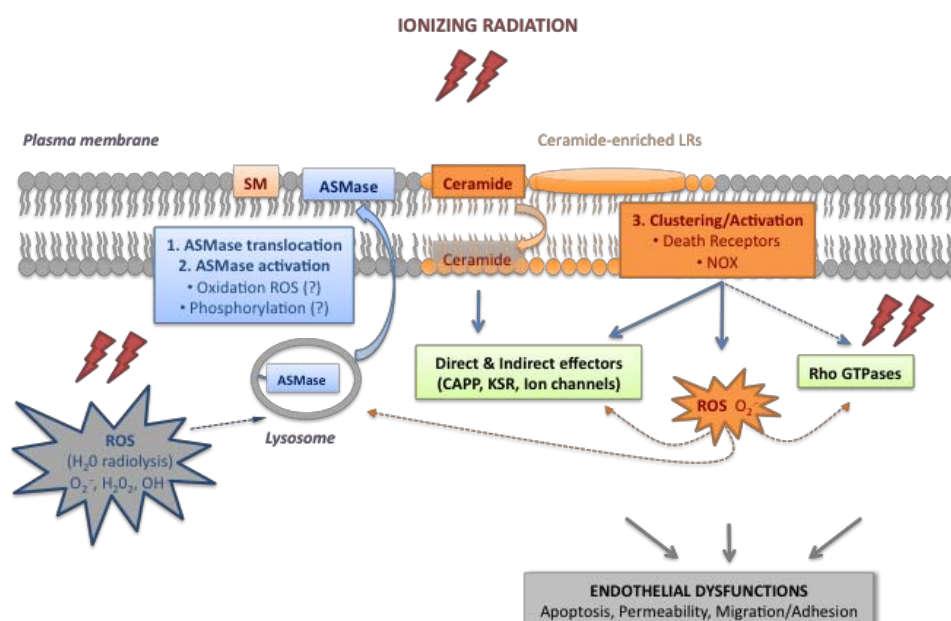 IONIZING RADIATION
Plasma membrane
Ceramide-enriched LRs
SM
ASMase
Ceramide
3. Clustering/Activation
• Death Receptors
• NOX
1. ASMase translocation
2. ASMase activation
• Oxidation ROS (?)
• Phosphorylation (?)
Ceramide
Direct & Indirect effectors
(CAPP, KSR, Ion channels)
Rho GTPases
ASMase
Lysosome
ROS O₂⁻
ROS
(H₂0 radiolysis)
O₂⁻, H₂0₂, OH
ENDOTHELIAL DYSFUNCTIONS
Apoptosis, Permeability, Migration/Adhesion